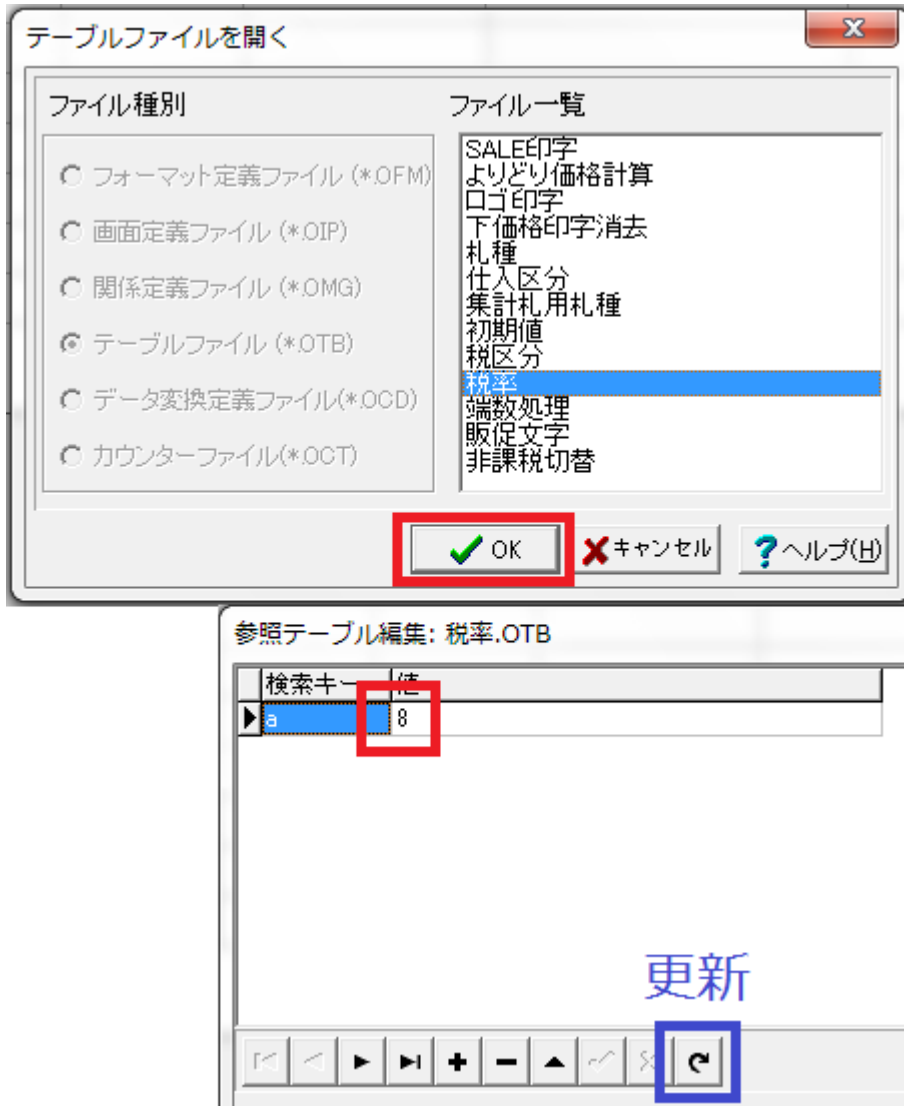 テーブルファイルを開く
ファイル種別
フォーマット定義ファイル (*.OFM)
画面定義ファイル (*.OIP)
関係定義ファイル (*.OMG)
テーブルファイル (*.OTB)
データ変換定義ファイル(*.OCD)
カウンターファイル(*.OCT)
ファイル一覧
SALE印字
よりどり価格計算
ロゴ印字
下価格印字消去
札種
仕入区分
集計札用札種
初期値
税区分
税率
端数処理
販促文字
非課税切替
OK
キャンセル
ヘルプ(H)
参照テーブル編集: 税率.OTB
検索キー 値
a 8
更新